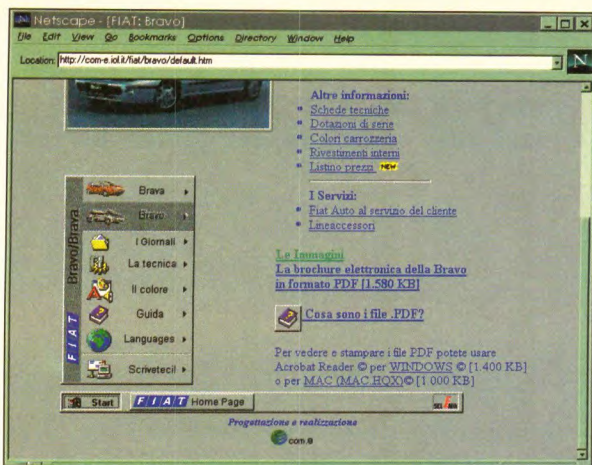 Netscape - [FIAT: Bravo]
File Edit View Go Bookmarks Options Directory Window Help
Location: http://com-e.iol.it/fiat/bravo/default.htm
N
Altre informazioni:
Schede tecniche
Dotazioni di serie
Colori carrozzeria
Rivestimenti interni
Listino prezzi NEW
I Servizi:
Fiat Auto al servizio del cliente
Lineaccessori
Le Immagini
La brochure elettronica della Bravo
in formato PDF [1.580 KB]
Cosa sono i file .PDF?
Per vedere e stampare i file PDF potete usare
Acrobat Reader © per WINDOWS © [1.400 KB]
o per MAC (MAC.HQX)© [1.000 KB]
Bravo/Brava
FIAT
Brava
Bravo
I Giornali
La tecnica
Il colore
Guida
Languages
Scriveteci!
Start
FIAT Home Page
Progettazione e realizzazione
com.e